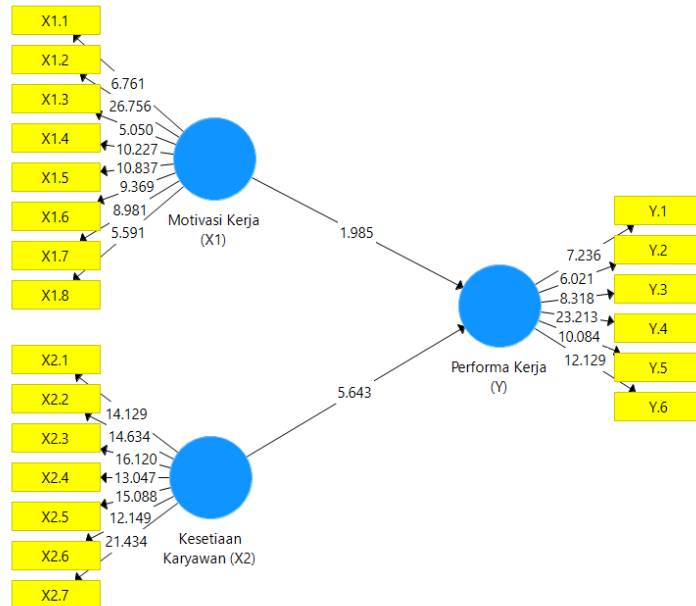 X1.1
X1.2
X1.3
X1.4
X1.5
X1.6
X1.7
X1.8
6.761
26.756
5.050
10.227
10.837
9.369
8.981
5.591
Motivasi Kerja
(X1)
1.985
X2.1
X2.2
X2.3
X2.4
X2.5
X2.6
X2.7
14.129
14.634
16.120
13.047
15.088
12.149
21.434
Kesetiaan
Karyawan (X2)
5.643
Performa Kerja
(Y)
7.236
6.021
8.318
23.213
10.084
12.129
Y.1
Y.2
Y.3
Y.4
Y.5
Y.6